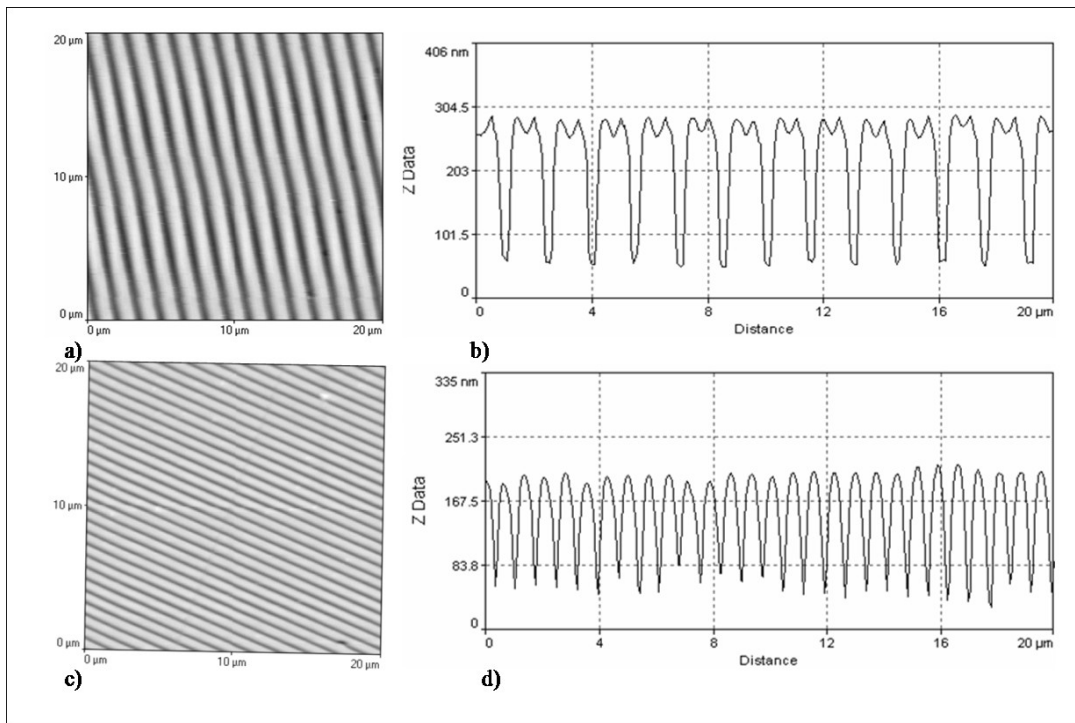 20 µm
10 µm
0 µm
0 µm
10 µm
20 µm
a)
406 nm
304.5
203
101.5
0
Z Data
0
4
8
12
16
20 µm
Distance
b)
20 µm
10 µm
0 µm
0 µm
10 µm
20 µm
c)
335 nm
251.3
167.5
83.8
0
Z Data
0
4
8
12
16
20 µm
Distance
d)